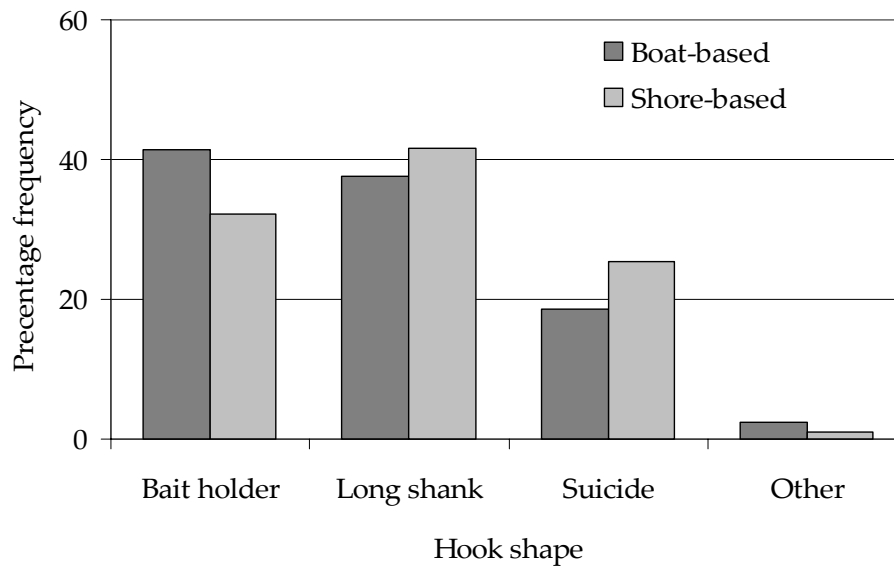 60
40
20
0
Precentage frequency
Boat-based
Shore-based
Bait holder Long shank Suicide Other
Hook shape